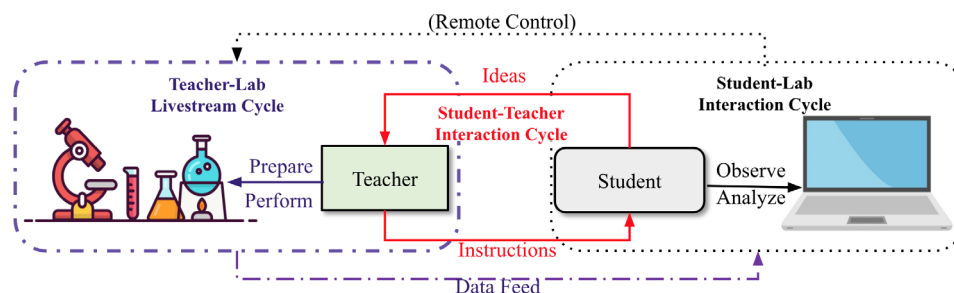 (Remote Control)
Teacher-Lab
Livestream Cycle
Ideas
Student-Teacher
Interaction Cycle
Student-Lab
Interaction Cycle
Prepare
Perform
Teacher
Student
Observe
Analyze
Instructions
Data Feed